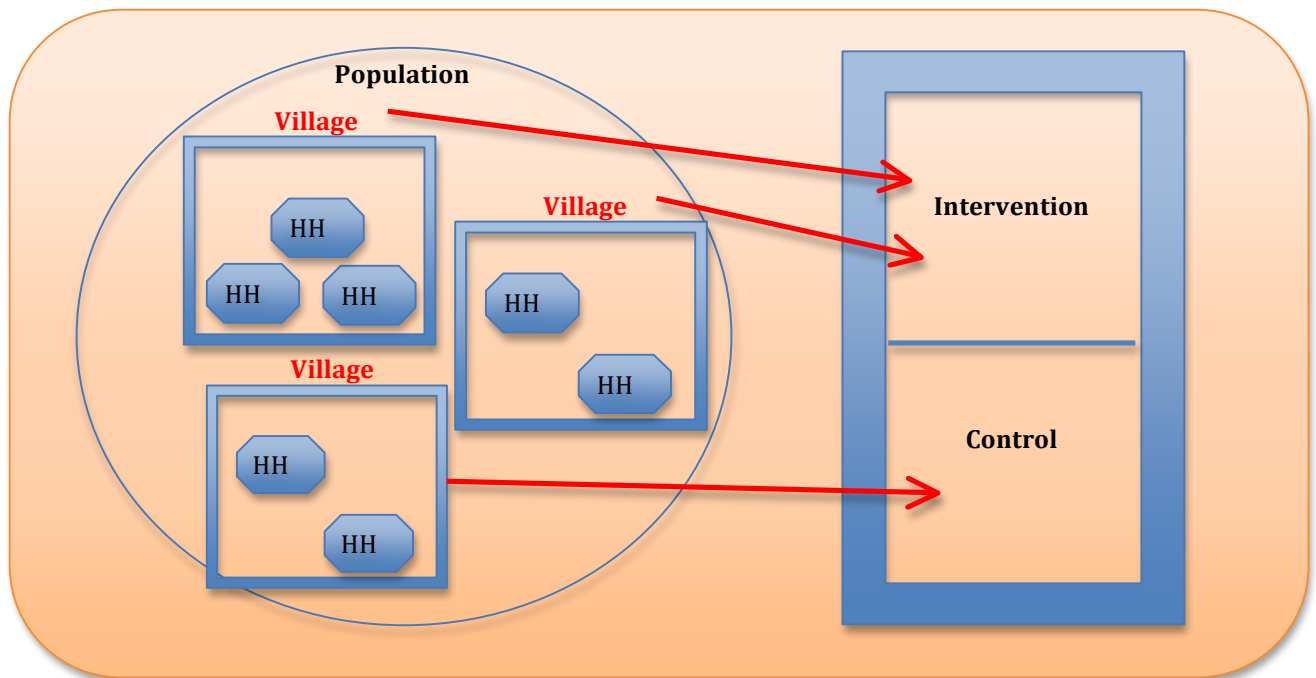 Population
Village
HH
HH
HH
Village
HH
HH
Village
HH
HH
Intervention
Control